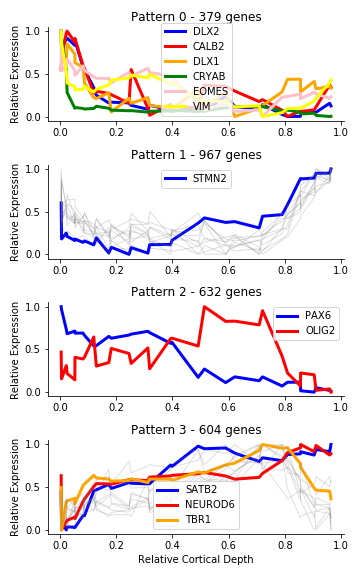 Pattern 0 - 379 genes
Relative Expression
1.0
0.5
0.0
DLX2
CALB2
DLX1
CRYAB
EOMES
VIM
0.0 0.2 0.4 0.6 0.8 1.0
Pattern 1 - 967 genes
Relative Expression
1.0
0.5
0.0
STMN2
0.0 0.2 0.4 0.6 0.8 1.0
Pattern 2 - 632 genes
Relative Expression
1.0
0.5
0.0
PAX6
OLIG2
0.0 0.2 0.4 0.6 0.8 1.0
Pattern 3 - 604 genes
Relative Expression
1.0
0.5
0.0
SATB2
NEUROD6
TBR1
0.0 0.2 0.4 0.6 0.8 1.0
Relative Cortical Depth